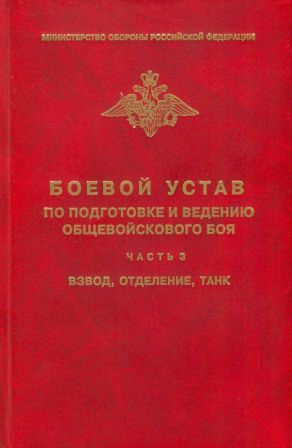 МИНИСТЕРСТВО ОБОРОНЫ РОССИЙСКОЙ ФЕДЕРАЦИИ
БОЕВОЙ УСТАВ
ПО ПОДГОТОВКЕ И ВЕДЕНИЮ
ОБЩЕВОЙСКОВОГО БОЯ
ЧАСТЬ 3
ВЗВОД, ОТДЕЛЕНИЕ, ТАНК